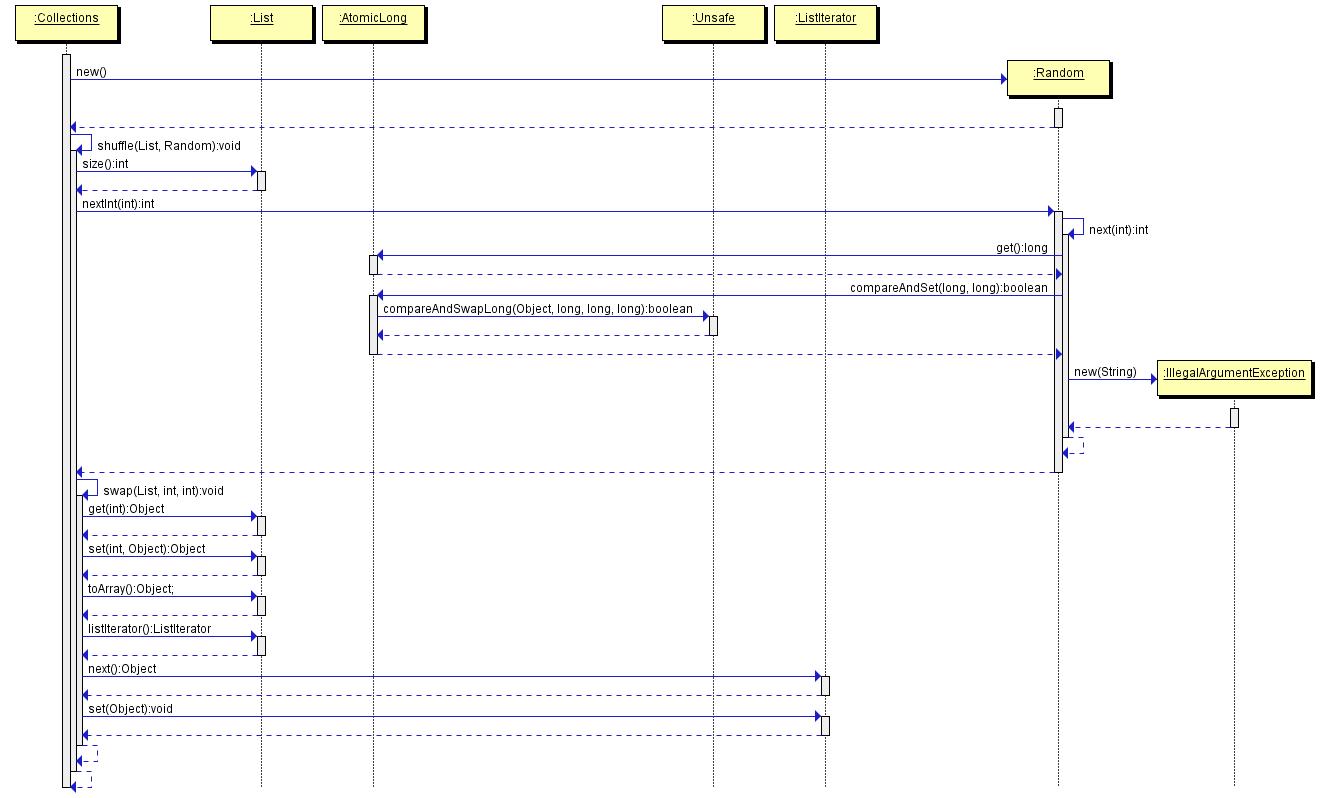 :Collections
:List
:AtomicLong
:Unsafe
:ListIterator
:Random
new()
shuffle(List, Random):void
size():int
nextInt(int):int
next(int):int
get():long
compareAndSet(long, long):boolean
compareAndSwapLong(Object, long, long, long):boolean
new(String)
:IllegalArgumentException
swap(List, int, int):void
get(int):Object
set(int, Object):Object
toArray():Object;
listIterator():ListIterator
next():Object
set(Object):void